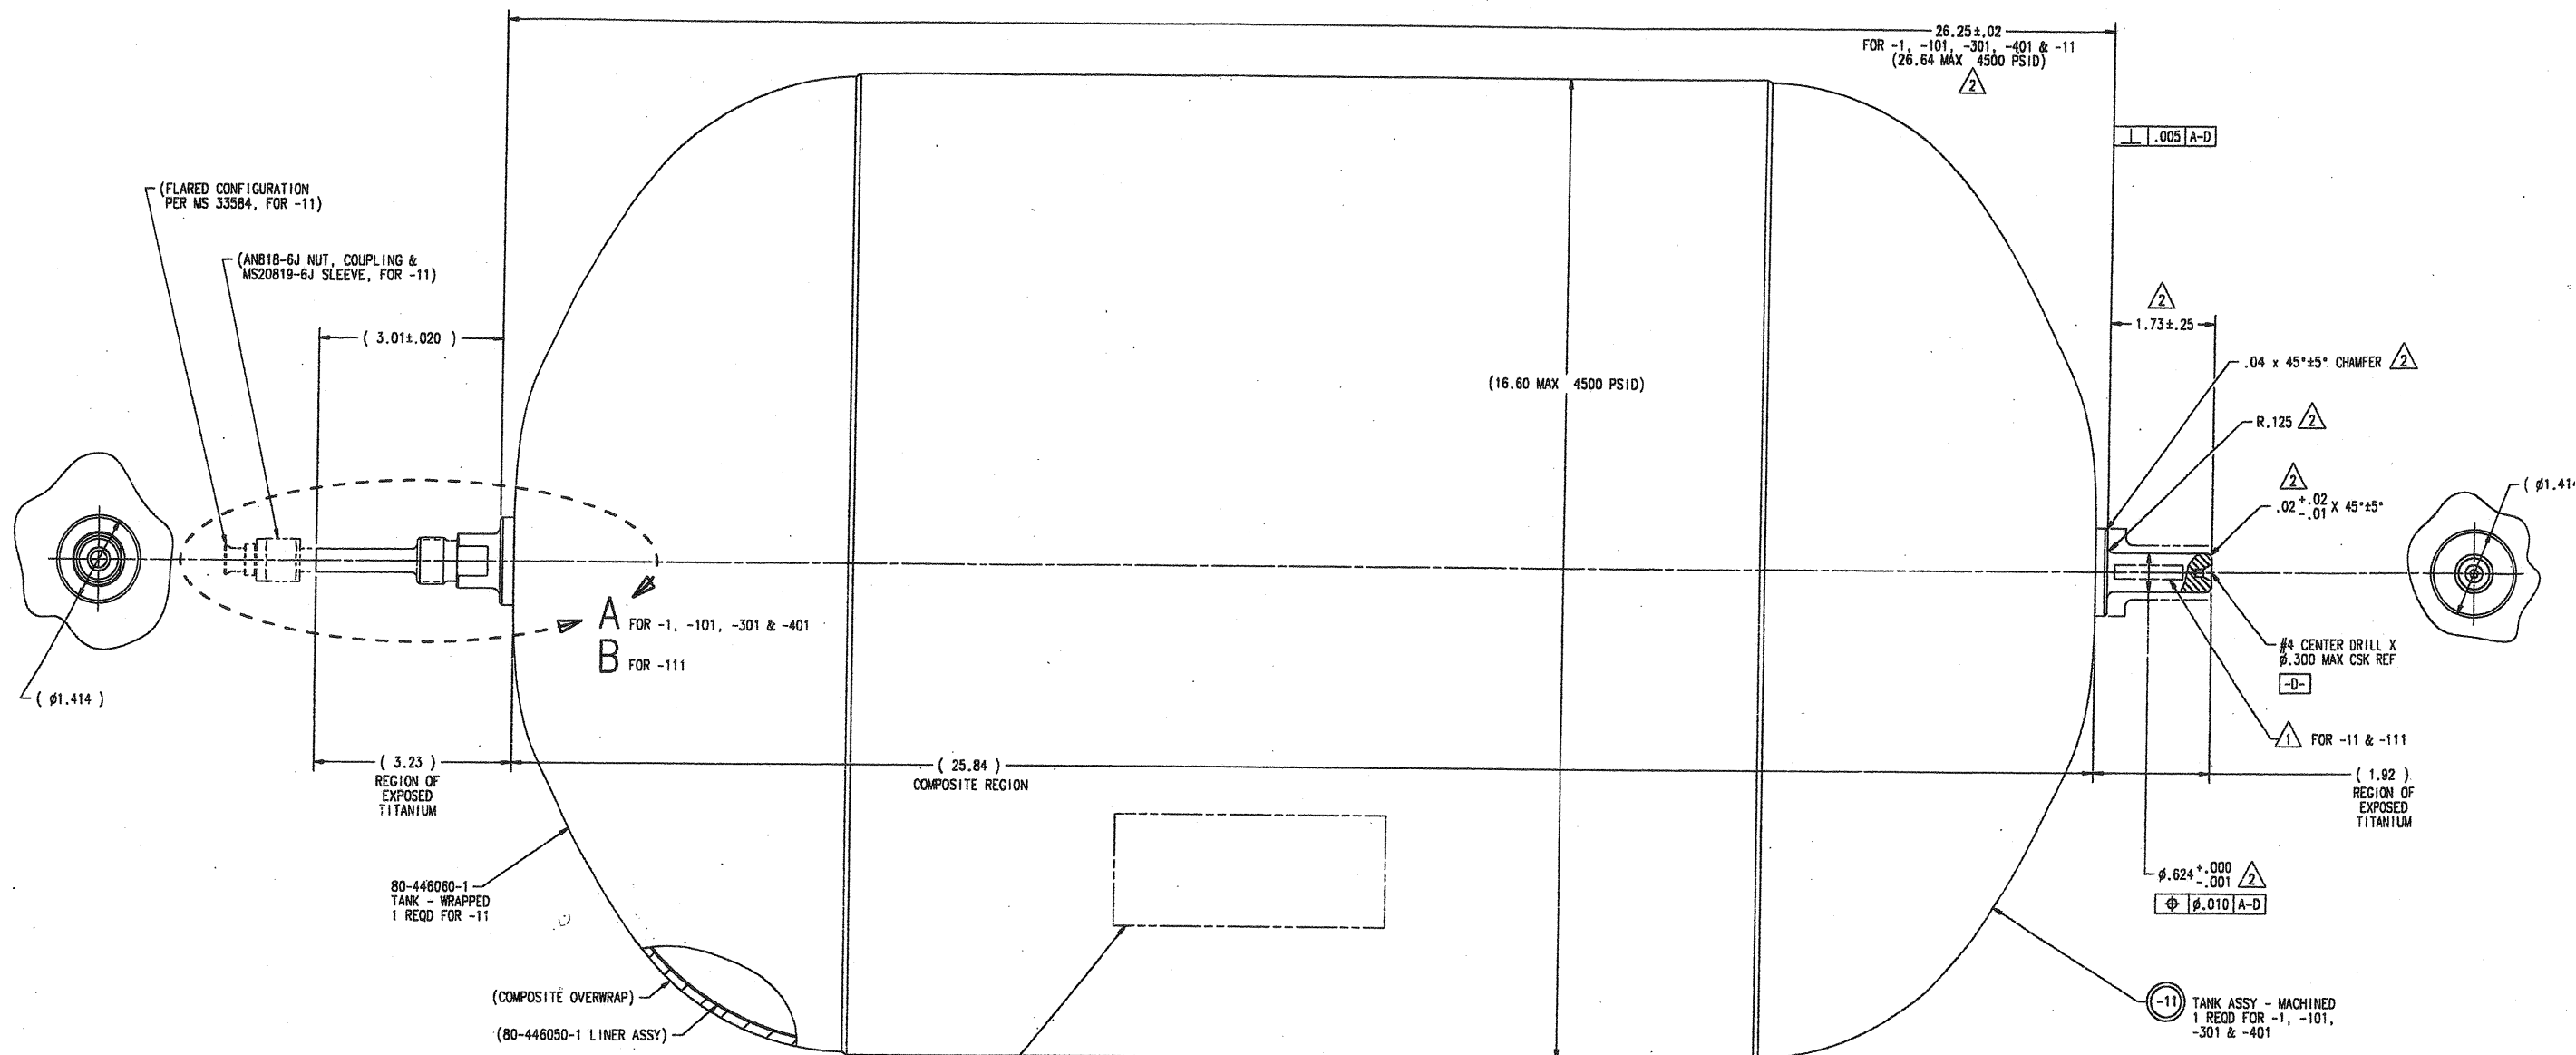 26.25±.02
FOR -1, -101, -301, -401 & -11
(26.64 MAX 4500 PSID)
2
⊥ .005 A-D
(FLARED CONFIGURATION
PER MS 33584, FOR -11)
(AN818-6J NUT, COUPLING &
MS20819-6J SLEEVE, FOR -11)
( 3.01±.020 )
2
1.73±.25
(16.60 MAX 4500 PSID)
.04 x 45°±5° CHAMFER 2
R.125 2
2
.02 +.02 -.01 X 45°±5°
( ø1.414
A FOR -1, -101, -301 & -401
B FOR -111
( ø1.414 )
#4 CENTER DRILL X
ø.300 MAX CSK REF
-D-
1 FOR -11 & -111
( 3.23 )
REGION OF
EXPOSED
TITANIUM
( 25.84 )
COMPOSITE REGION
( 1.92 )
REGION OF
EXPOSED
TITANIUM
ø.624 +.000 -.001 2
⌖ ø.010 A-D
80-446060-1
TANK - WRAPPED
1 REQD FOR -11
(COMPOSITE OVERWRAP)
(80-446050-1 LINER ASSY)
-11 TANK ASSY - MACHINED
1 REQD FOR -1, -101,
-301 & -401